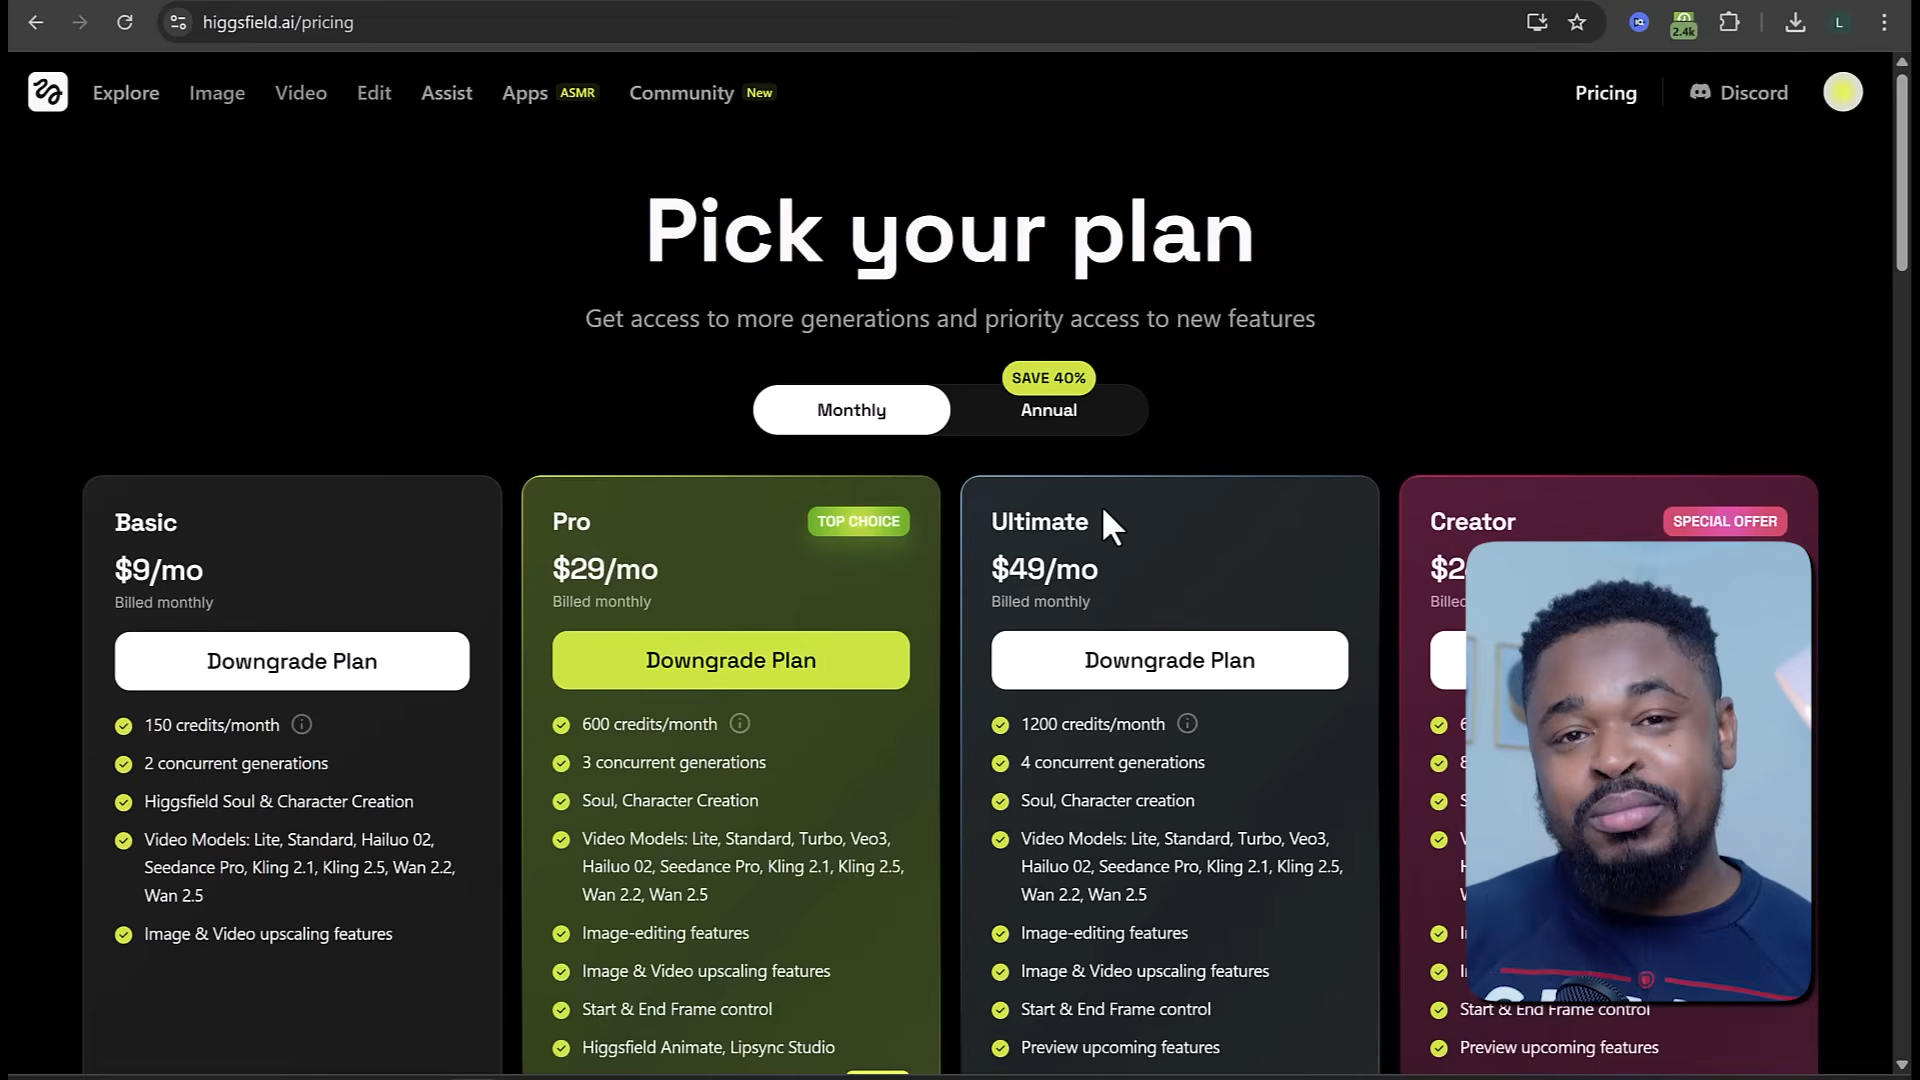 higgsfield.ai/pricing
2.4k
L
Explore
Image
Video
Edit
Assist
Apps ASMR
Community New
Pricing
Discord
Pick your plan
Get access to more generations and priority access to new features
SAVE 40%
Monthly
Annual
Basic
$9/mo
Billed monthly
Downgrade Plan
150 credits/month
2 concurrent generations
Higgsfield Soul & Character Creation
Video Models: Lite, Standard, Hailuo 02,
Seedance Pro, Kling 2.1, Kling 2.5, Wan 2.2,
Wan 2.5
Image & Video upscaling features
Pro
TOP CHOICE
$29/mo
Billed monthly
Downgrade Plan
600 credits/month
3 concurrent generations
Soul, Character Creation
Video Models: Lite, Standard, Turbo, Veo3,
Hailuo 02, Seedance Pro, Kling 2.1, Kling 2.5,
Wan 2.2, Wan 2.5
Image-editing features
Image & Video upscaling features
Start & End Frame control
Higgsfield Animate, Lipsync Studio
Ultimate
$49/mo
Billed monthly
Downgrade Plan
1200 credits/month
4 concurrent generations
Soul, Character creation
Video Models: Lite, Standard, Turbo, Veo3,
Hailuo 02, Seedance Pro, Kling 2.1, Kling 2.5,
Wan 2.2, Wan 2.5
Image-editing features
Image & Video upscaling features
Start & End Frame control
Preview upcoming features
Creator
SPECIAL OFFER
Start & End Frame control
Preview upcoming features